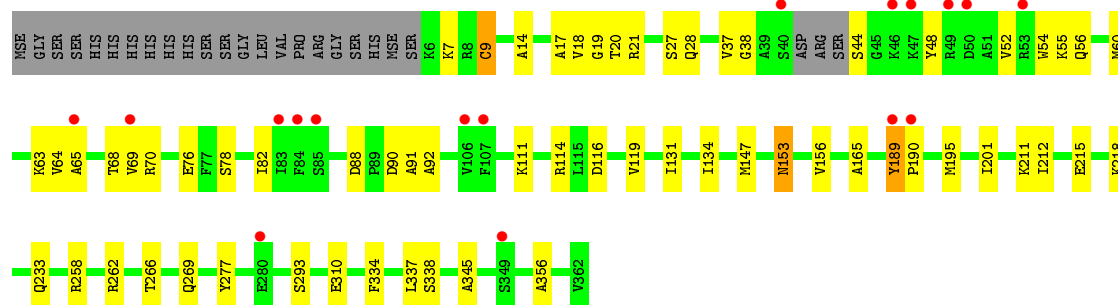 MSE GLY SER SER HIS HIS HIS HIS HIS HIS SER SER GLY LEU VAL PRO ARG GLY SER HIS MSE SER K6 K7 R8 C9 A14 A17 V18 G19 T20 R21 S27 Q28 V37 G38 A39 S40 ASP ARG SER S44 G45 K46 K47 Y48 R49 D50 A51 V52 R53 W54 K55 Q56 M60
K63 V64 A65 T68 V69 R70 E76 F77 S78 I82 I83 F84 S85 D88 P89 D90 A91 A92 V106 F107 K111 R114 L115 D116 V119 I131 I134 M147 N153 V156 A165 Y189 P190 M195 I201 K211 I212 E215 K218
Q233 R258 R262 T266 Q269 Y277 E280 S293 E310 F334 L337 S338 A345 S349 A356 V362